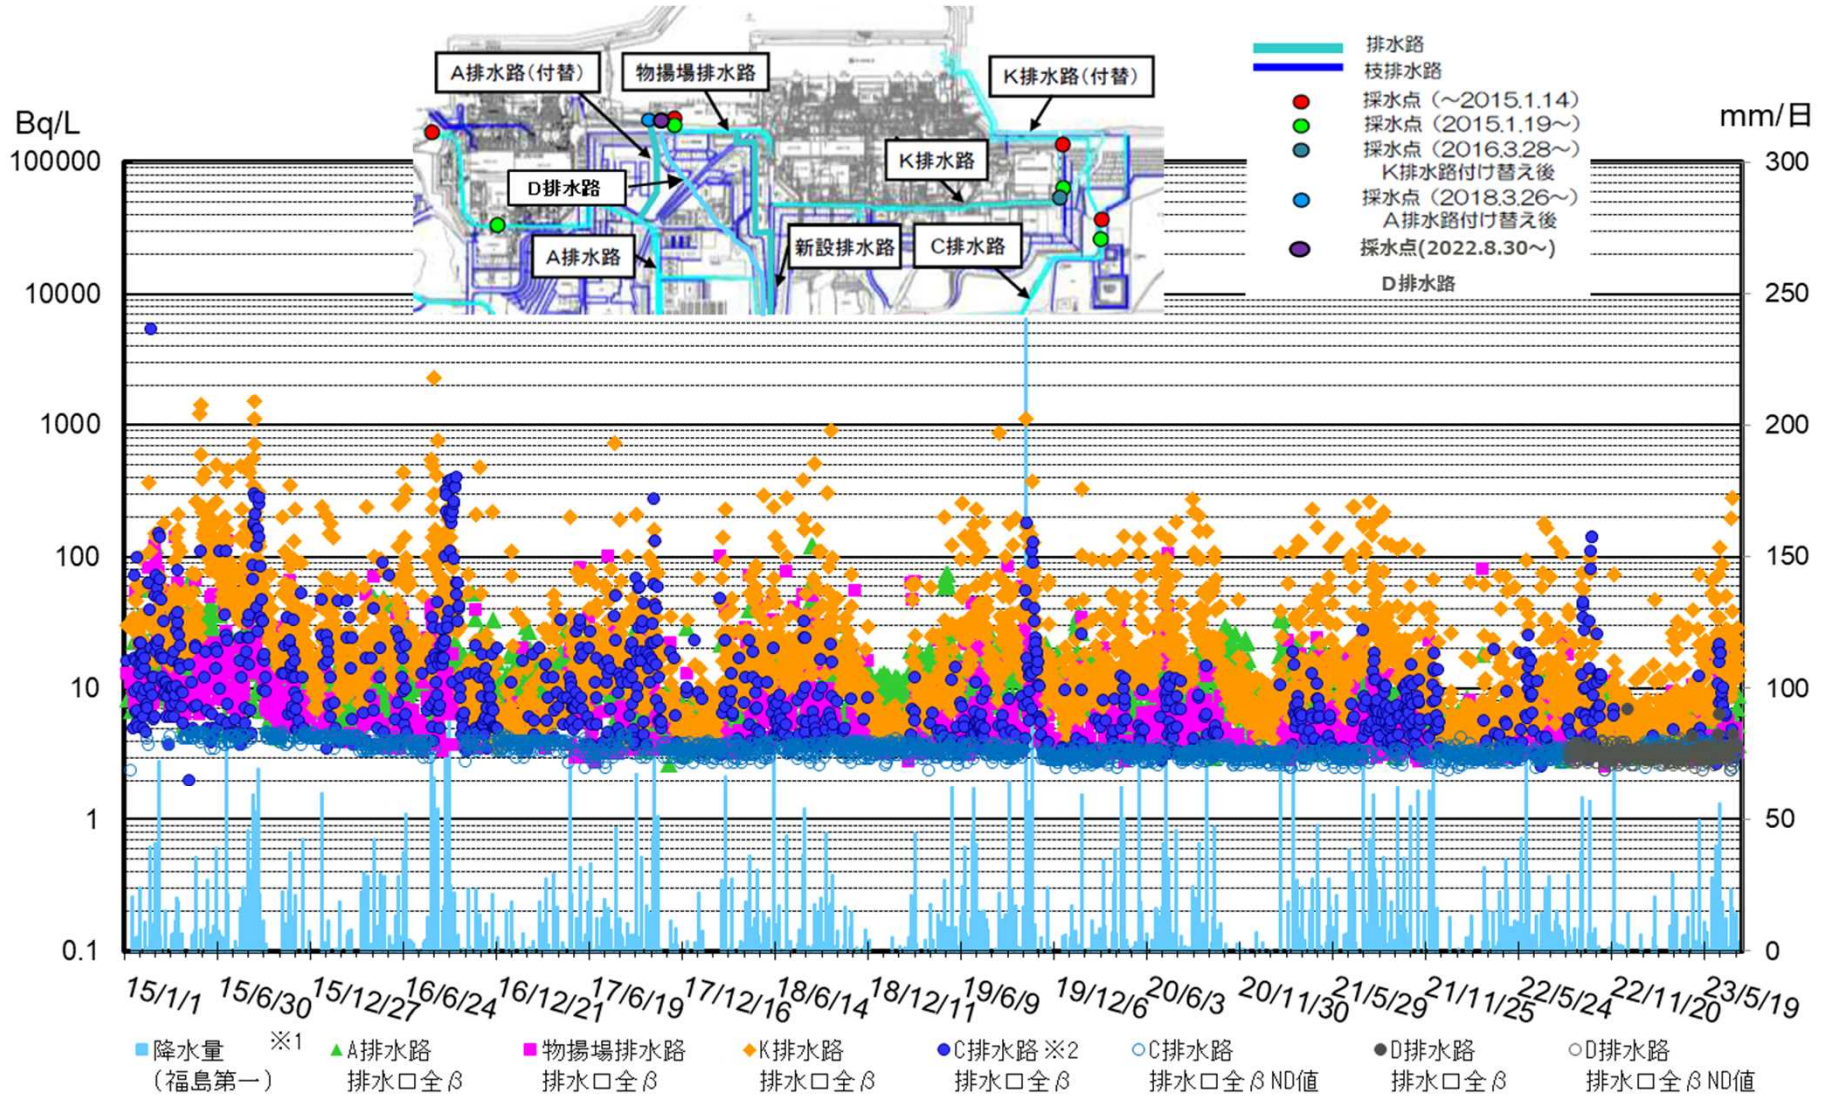 A排水路(付替)
物揚場排水路
K排水路(付替)
D排水路
K排水路
A排水路
新設排水路
C排水路
排水路
枝排水路
採水点(~2015.1.14)
採水点(2015.1.19~)
採水点(2016.3.28~)
K排水路付け替え後
採水点(2018.3.26~)
A排水路付け替え後
採水点(2022.8.30~)
D排水路
Bq/L
mm/日
100000
10000
1000
100
10
1
0.1
300
250
200
150
100
50
0
15/1/1
15/6/30
15/12/27
16/6/24
16/12/21
17/6/19
17/12/16
18/6/14
18/12/11
19/6/9
19/12/6
20/6/3
20/11/30
21/5/29
21/11/25
22/5/24
22/11/20
23/5/19
降水量
(福島第一)
※1
A排水路
排水口全β
物揚場排水路
排水口全β
K排水路
排水口全β
C排水路※2
排水口全β
C排水路
排水口全βND値
D排水路
排水口全β
D排水路
排水口全βND値